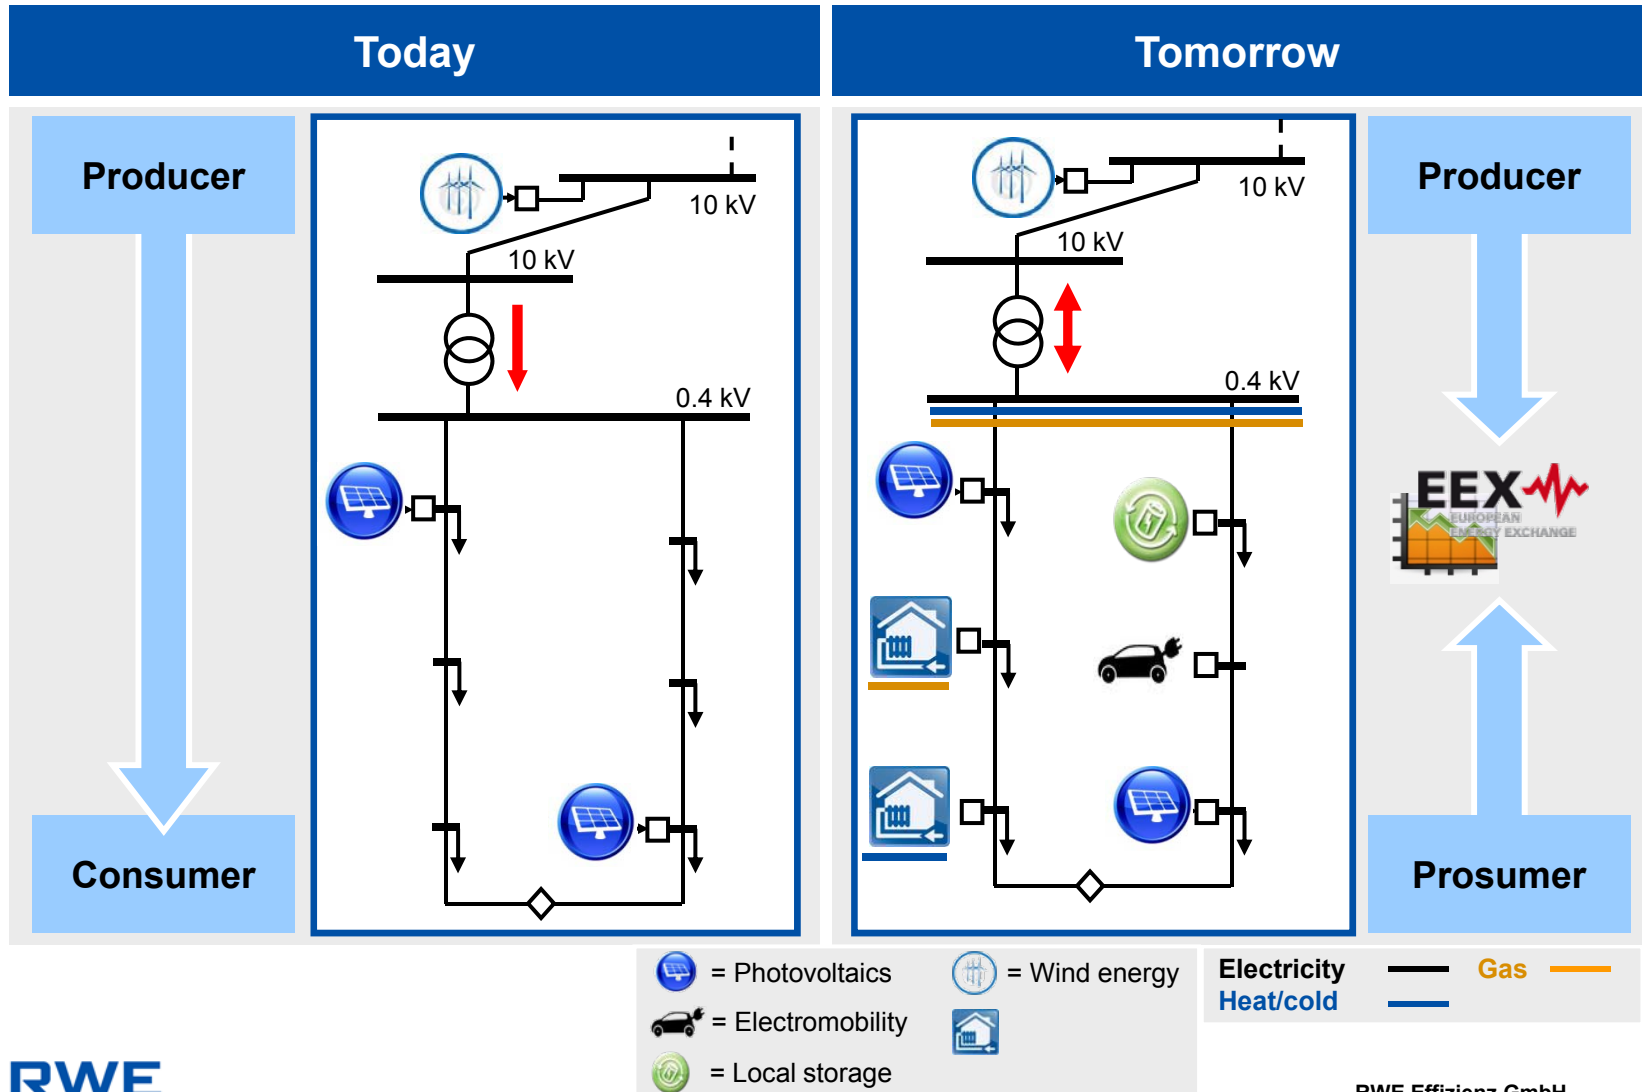 Today
Tomorrow
Producer
Consumer
10 kV
10 kV
0.4 kV
10 kV
10 kV
0.4 kV
Producer
EEX
EUROPEAN
ENERGY EXCHANGE
Prosumer
= Photovoltaics
= Wind energy
= Electromobility
= Local storage
Electricity
Gas
Heat/cold
RWE
RWE Effizienz GmbH